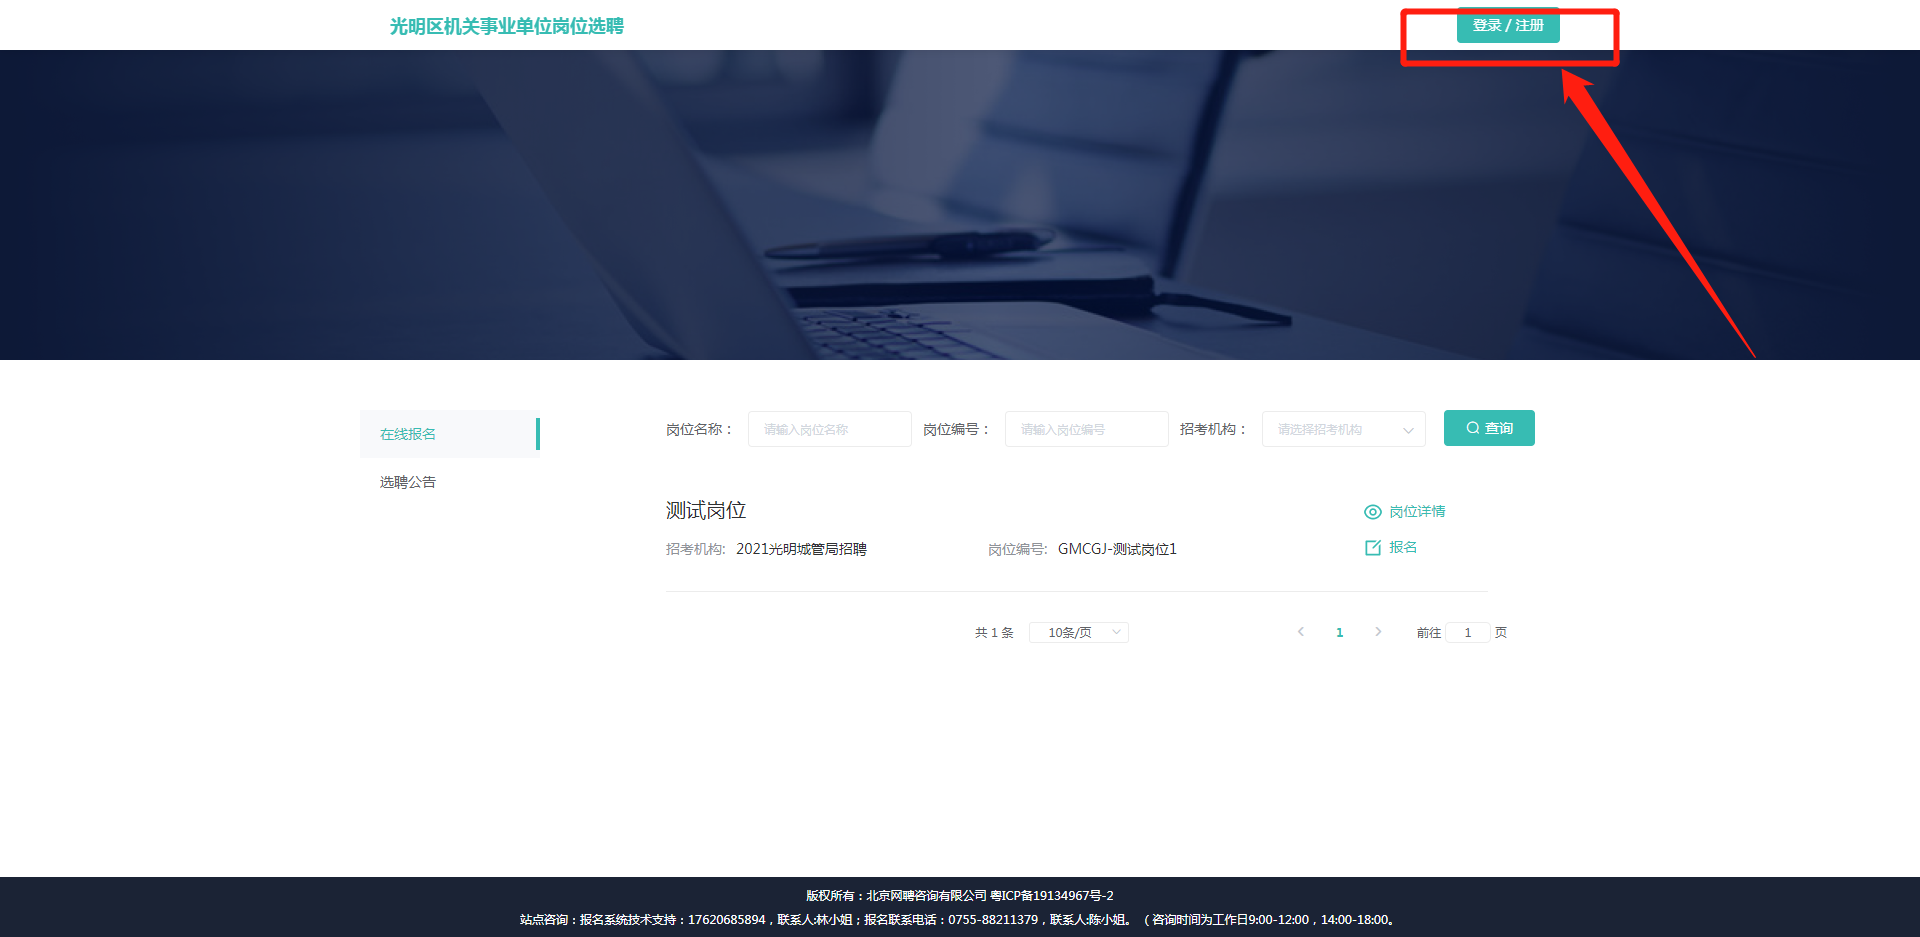 光明区机关事业单位岗位选聘
登录 / 注册
在线报名
选聘公告
岗位名称： 请输入岗位名称 岗位编号： 请输入岗位编号 招考机构： 请选择招考机构 查询
测试岗位
岗位详情
招考机构: 2021光明城管局招聘 岗位编号: GMCGJ-测试岗位1
报名
共 1 条 10条/页 1 前往 1 页
版权所有：北京网聘咨询有限公司 粤ICP备19134967号-2
站点咨询：报名系统技术支持：17620685894，联系人:林小姐；报名联系电话：0755-88211379，联系人:陈小姐。（咨询时间为工作日9:00-12:00，14:00-18:00。